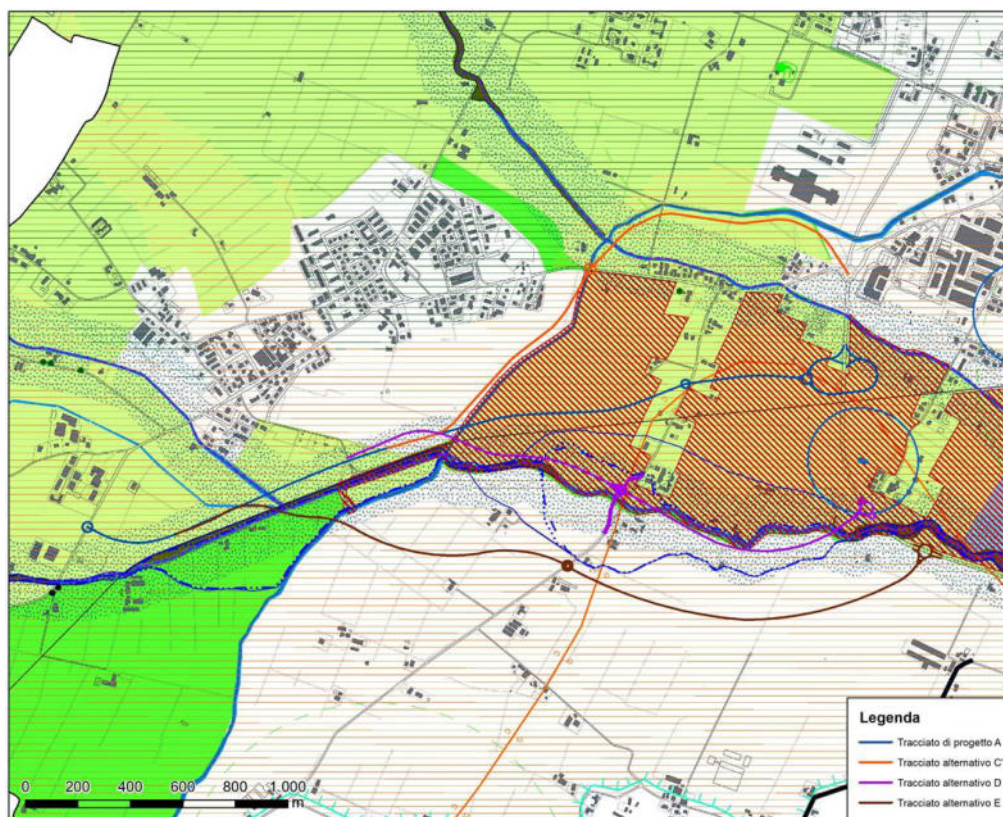 Legenda
Tracciato di progetto A
Tracciato alternativo C'
Tracciato alternativo D
Tracciato alternativo E
0 200 400 600 800 1.000
m